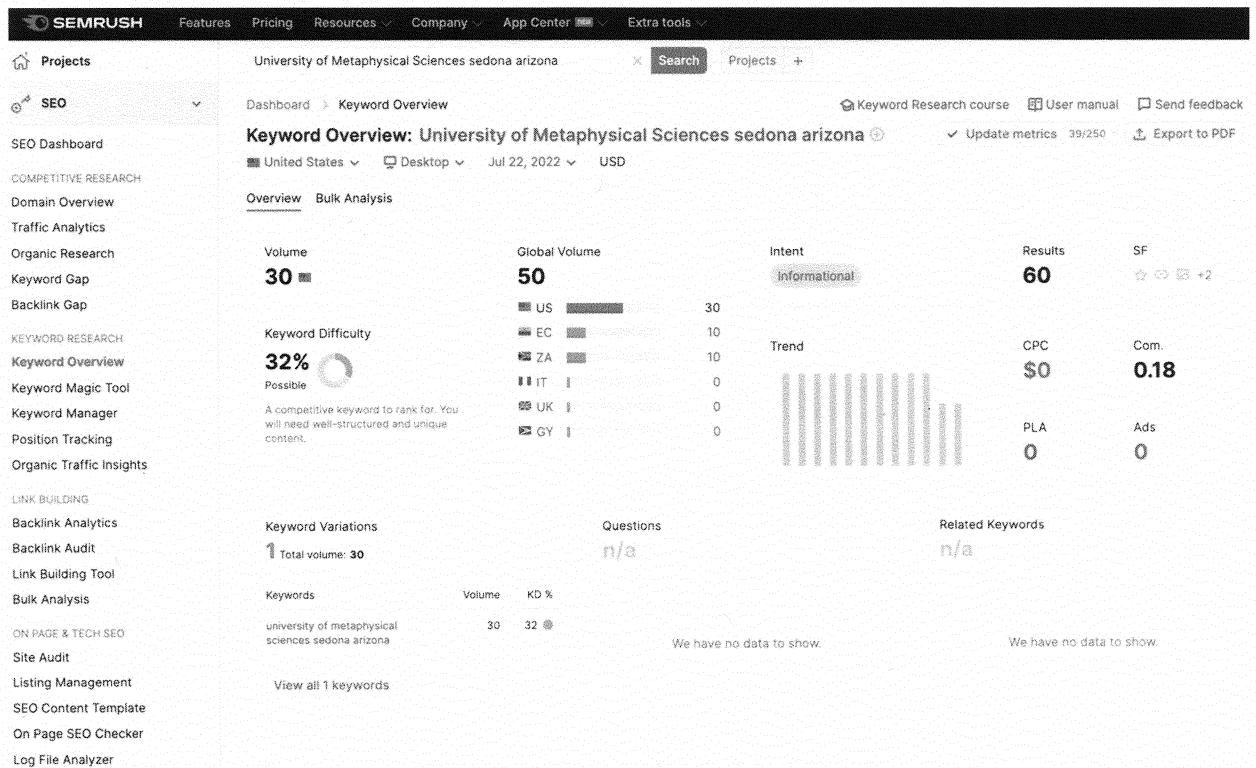 SEMRUSH Features Pricing Resources Company App Center NEW Extra tools
Projects
University of Metaphysical Sciences sedona arizona × Search Projects +
SEO
Dashboard > Keyword Overview
Keyword Research course User manual Send feedback
Keyword Overview: University of Metaphysical Sciences sedona arizona
Update metrics 39/250 Export to PDF
United States Desktop Jul 22, 2022 USD
Overview Bulk Analysis
SEO Dashboard
COMPETITIVE RESEARCH
Domain Overview
Traffic Analytics
Organic Research
Keyword Gap
Backlink Gap
KEYWORD RESEARCH
Keyword Overview
Keyword Magic Tool
Keyword Manager
Position Tracking
Organic Traffic Insights
LINK BUILDING
Backlink Analytics
Backlink Audit
Link Building Tool
Bulk Analysis
ON PAGE & TECH SEO
Site Audit
Listing Management
SEO Content Template
On Page SEO Checker
Log File Analyzer
Volume
30
Keyword Difficulty
32%
Possible
A competitive keyword to rank for. You
will need well-structured and unique
content.
Global Volume
50
US 30
EC 10
ZA 10
IT 0
UK 0
GY 0
Intent
Informational
Trend
Results
60
SF
+2
CPC
$0
Com.
0.18
PLA
0
Ads
0
Keyword Variations
1 Total volume: 30
Keywords Volume KD %
university of metaphysical
sciences sedona arizona 30 32
View all 1 keywords
Questions
n/a
We have no data to show.
Related Keywords
n/a
We have no data to show.